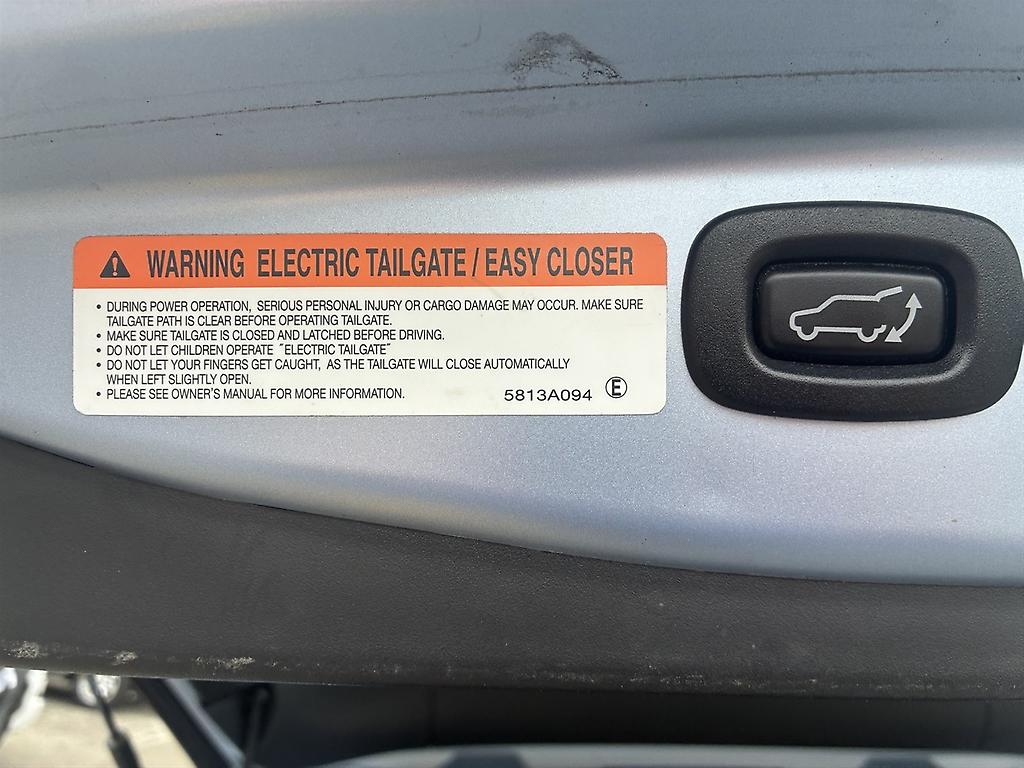 WARNING ELECTRIC TAILGATE / EASY CLOSER
• DURING POWER OPERATION, SERIOUS PERSONAL INJURY OR CARGO DAMAGE MAY OCCUR. MAKE SURE
TAILGATE PATH IS CLEAR BEFORE OPERATING TAILGATE.
• MAKE SURE TAILGATE IS CLOSED AND LATCHED BEFORE DRIVING.
• DO NOT LET CHILDREN OPERATE ˝ELECTRIC TAILGATE˝
• DO NOT LET YOUR FINGERS GET CAUGHT, AS THE TAILGATE WILL CLOSE AUTOMATICALLY
WHEN LEFT SLIGHTLY OPEN.
• PLEASE SEE OWNER'S MANUAL FOR MORE INFORMATION.
5813A094 Ⓔ